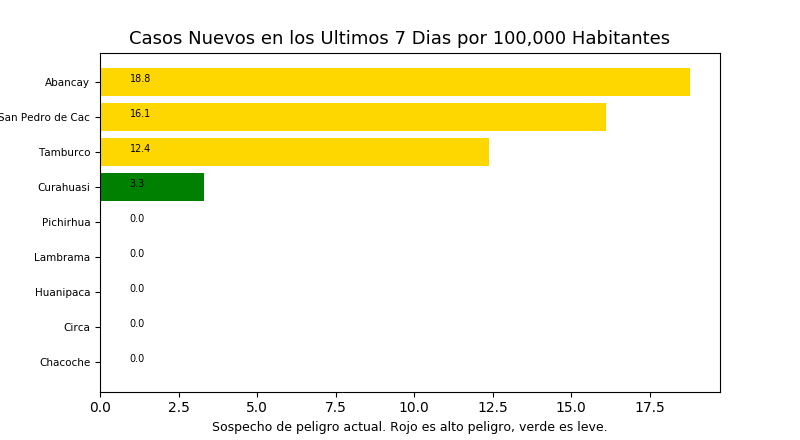 Casos Nuevos en los Ultimos 7 Dias por 100,000 Habitantes
Abancay 18.8
San Pedro de Cac 16.1
Tamburco 12.4
Curahuasi 3.3
Pichirhua 0.0
Lambrama 0.0
Huanipaca 0.0
Circa 0.0
Chacoche 0.0
0.0 2.5 5.0 7.5 10.0 12.5 15.0 17.5
Sospecho de peligro actual. Rojo es alto peligro, verde es leve.